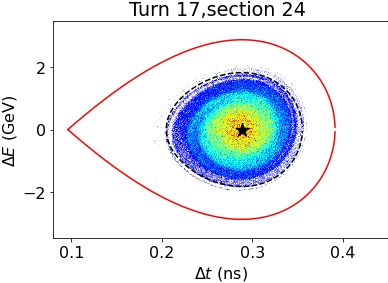 Turn 17,section 24
ΔE (GeV)
2
0
−2
0.1 0.2 0.3 0.4
Δt (ns)